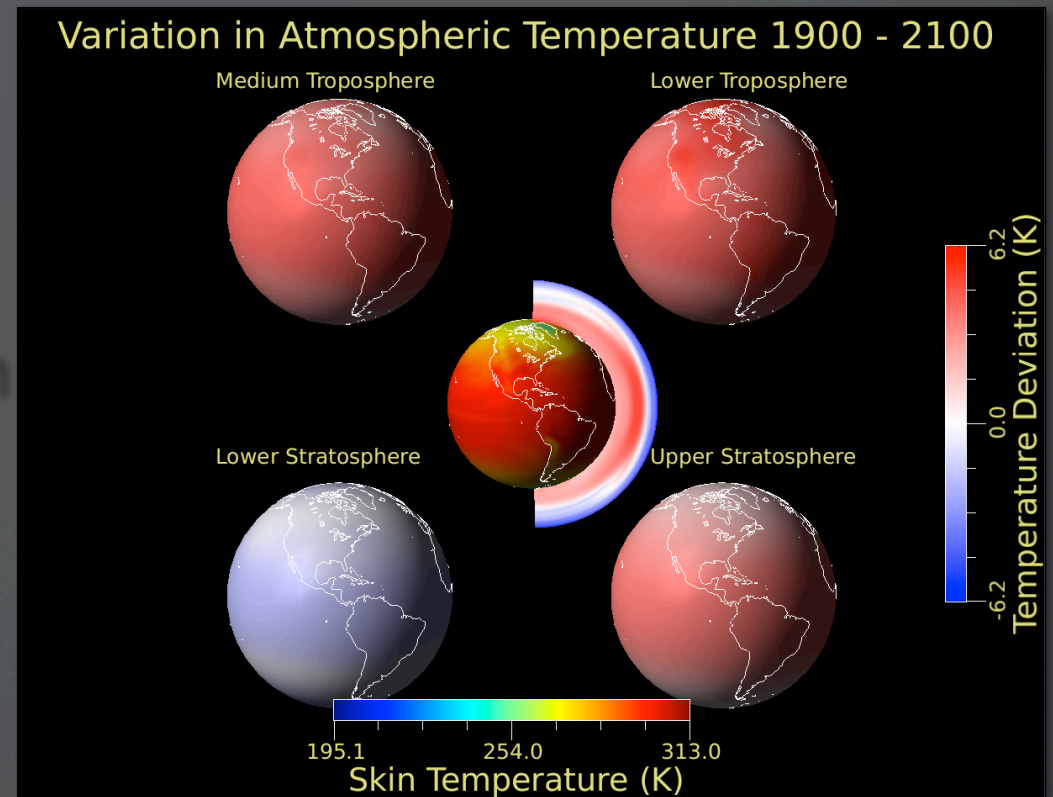 Variation in Atmospheric Temperature 1900 - 2100
Medium Troposphere
Lower Troposphere
Lower Stratosphere
Upper Stratosphere
6.2
0.0
-6.2
Temperature Deviation (K)
195.1
254.0
313.0
Skin Temperature (K)